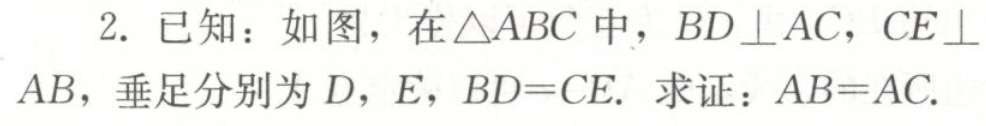 2. 已知：如图，在△ABC 中，BD⊥AC，CE⊥
AB，垂足分别为 D，E，BD=CE. 求证：AB=AC.